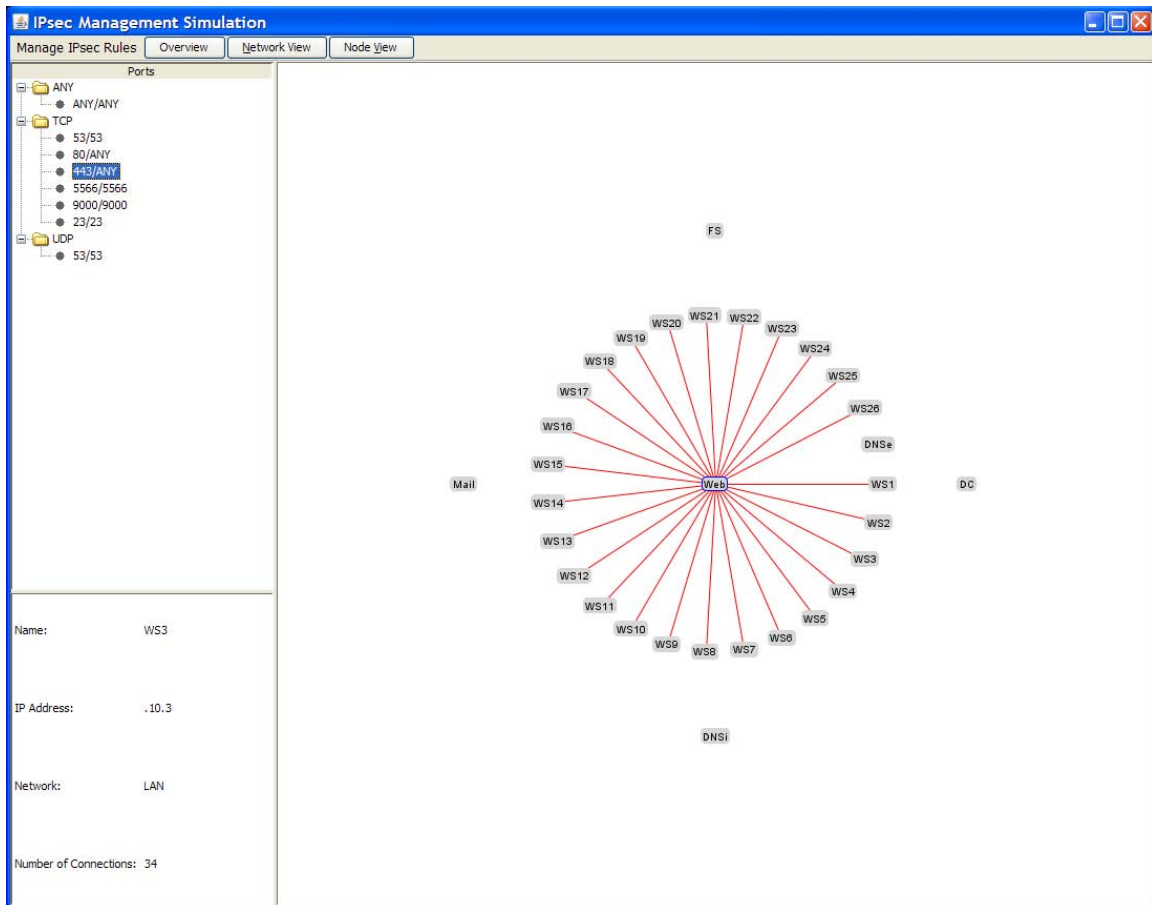 IPsec Management Simulation
Manage IPsec Rules Overview Network View Node View
Ports
ANY
ANY/ANY
TCP
53/53
80/ANY
443/ANY
5566/5566
9000/9000
23/23
UDP
53/53
Name: WS3
IP Address: .10.3
Network: LAN
Number of Connections: 34
FS
WS21
WS22
WS20
WS23
WS19
WS24
WS18
WS25
WS17
WS26
WS16
DNSe
WS15
Mail
Web
WS1
DC
WS14
WS2
WS13
WS3
WS12
WS4
WS11
WS5
WS10
WS6
WS9
WS8
WS7
DNSi